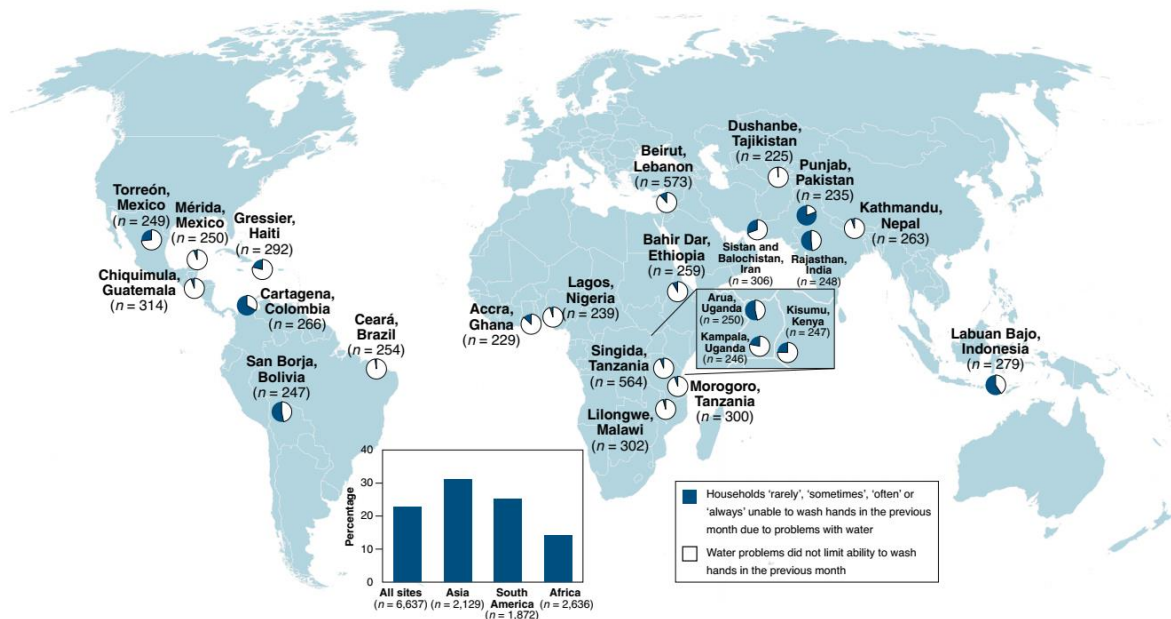 Torreón,
Mexico
(n = 249)
Mérida,
Mexico
(n = 250)
Gressier,
Haiti
(n = 292)
Chiquimula,
Guatemala
(n = 314)
Cartagena,
Colombia
(n = 266)
Ceará,
Brazil
(n = 254)
San Borja,
Bolivia
(n = 247)
Beirut,
Lebanon
(n = 573)
Dushanbe,
Tajikistan
(n = 225)
Punjab,
Pakistan
(n = 235)
Kathmandu,
Nepal
(n = 263)
Sistan and
Balochistan,
Iran
(n = 306)
Rajasthan,
India
(n = 248)
Bahir Dar,
Ethiopia
(n = 259)
Lagos,
Nigeria
(n = 239)
Accra,
Ghana
(n = 229)
Arua,
Uganda
(n = 250)
Kisumu,
Kenya
(n = 247)
Kampala,
Uganda
(n = 246)
Singida,
Tanzania
(n = 564)
Morogoro,
Tanzania
(n = 300)
Lilongwe,
Malawi
(n = 302)
Labuan Bajo,
Indonesia
(n = 279)
Percentage
40
30
20
10
0
All sites
(n = 6,637)
Asia
(n = 2,129)
South
America
(n = 1,872)
Africa
(n = 2,636)
Households ‘rarely’, ‘sometimes’, ‘often’ or
‘always’ unable to wash hands in the previous
month due to problems with water
Water problems did not limit ability to wash
hands in the previous month